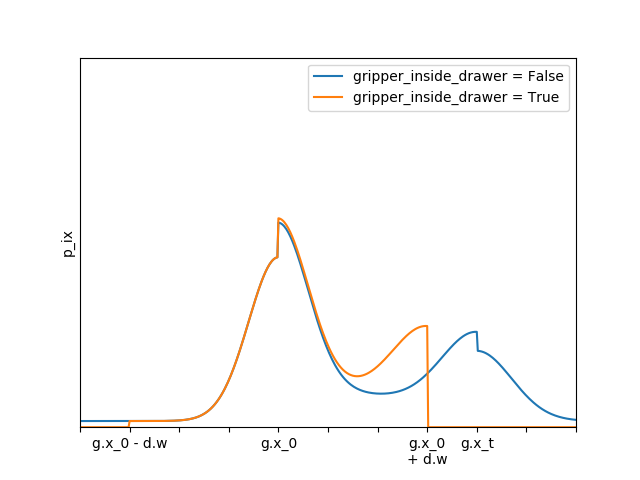 gripper_inside_drawer = False
gripper_inside_drawer = True
p_ix
g.x_0 - d.w
g.x_0
g.x_0
+ d.w
g.x_t